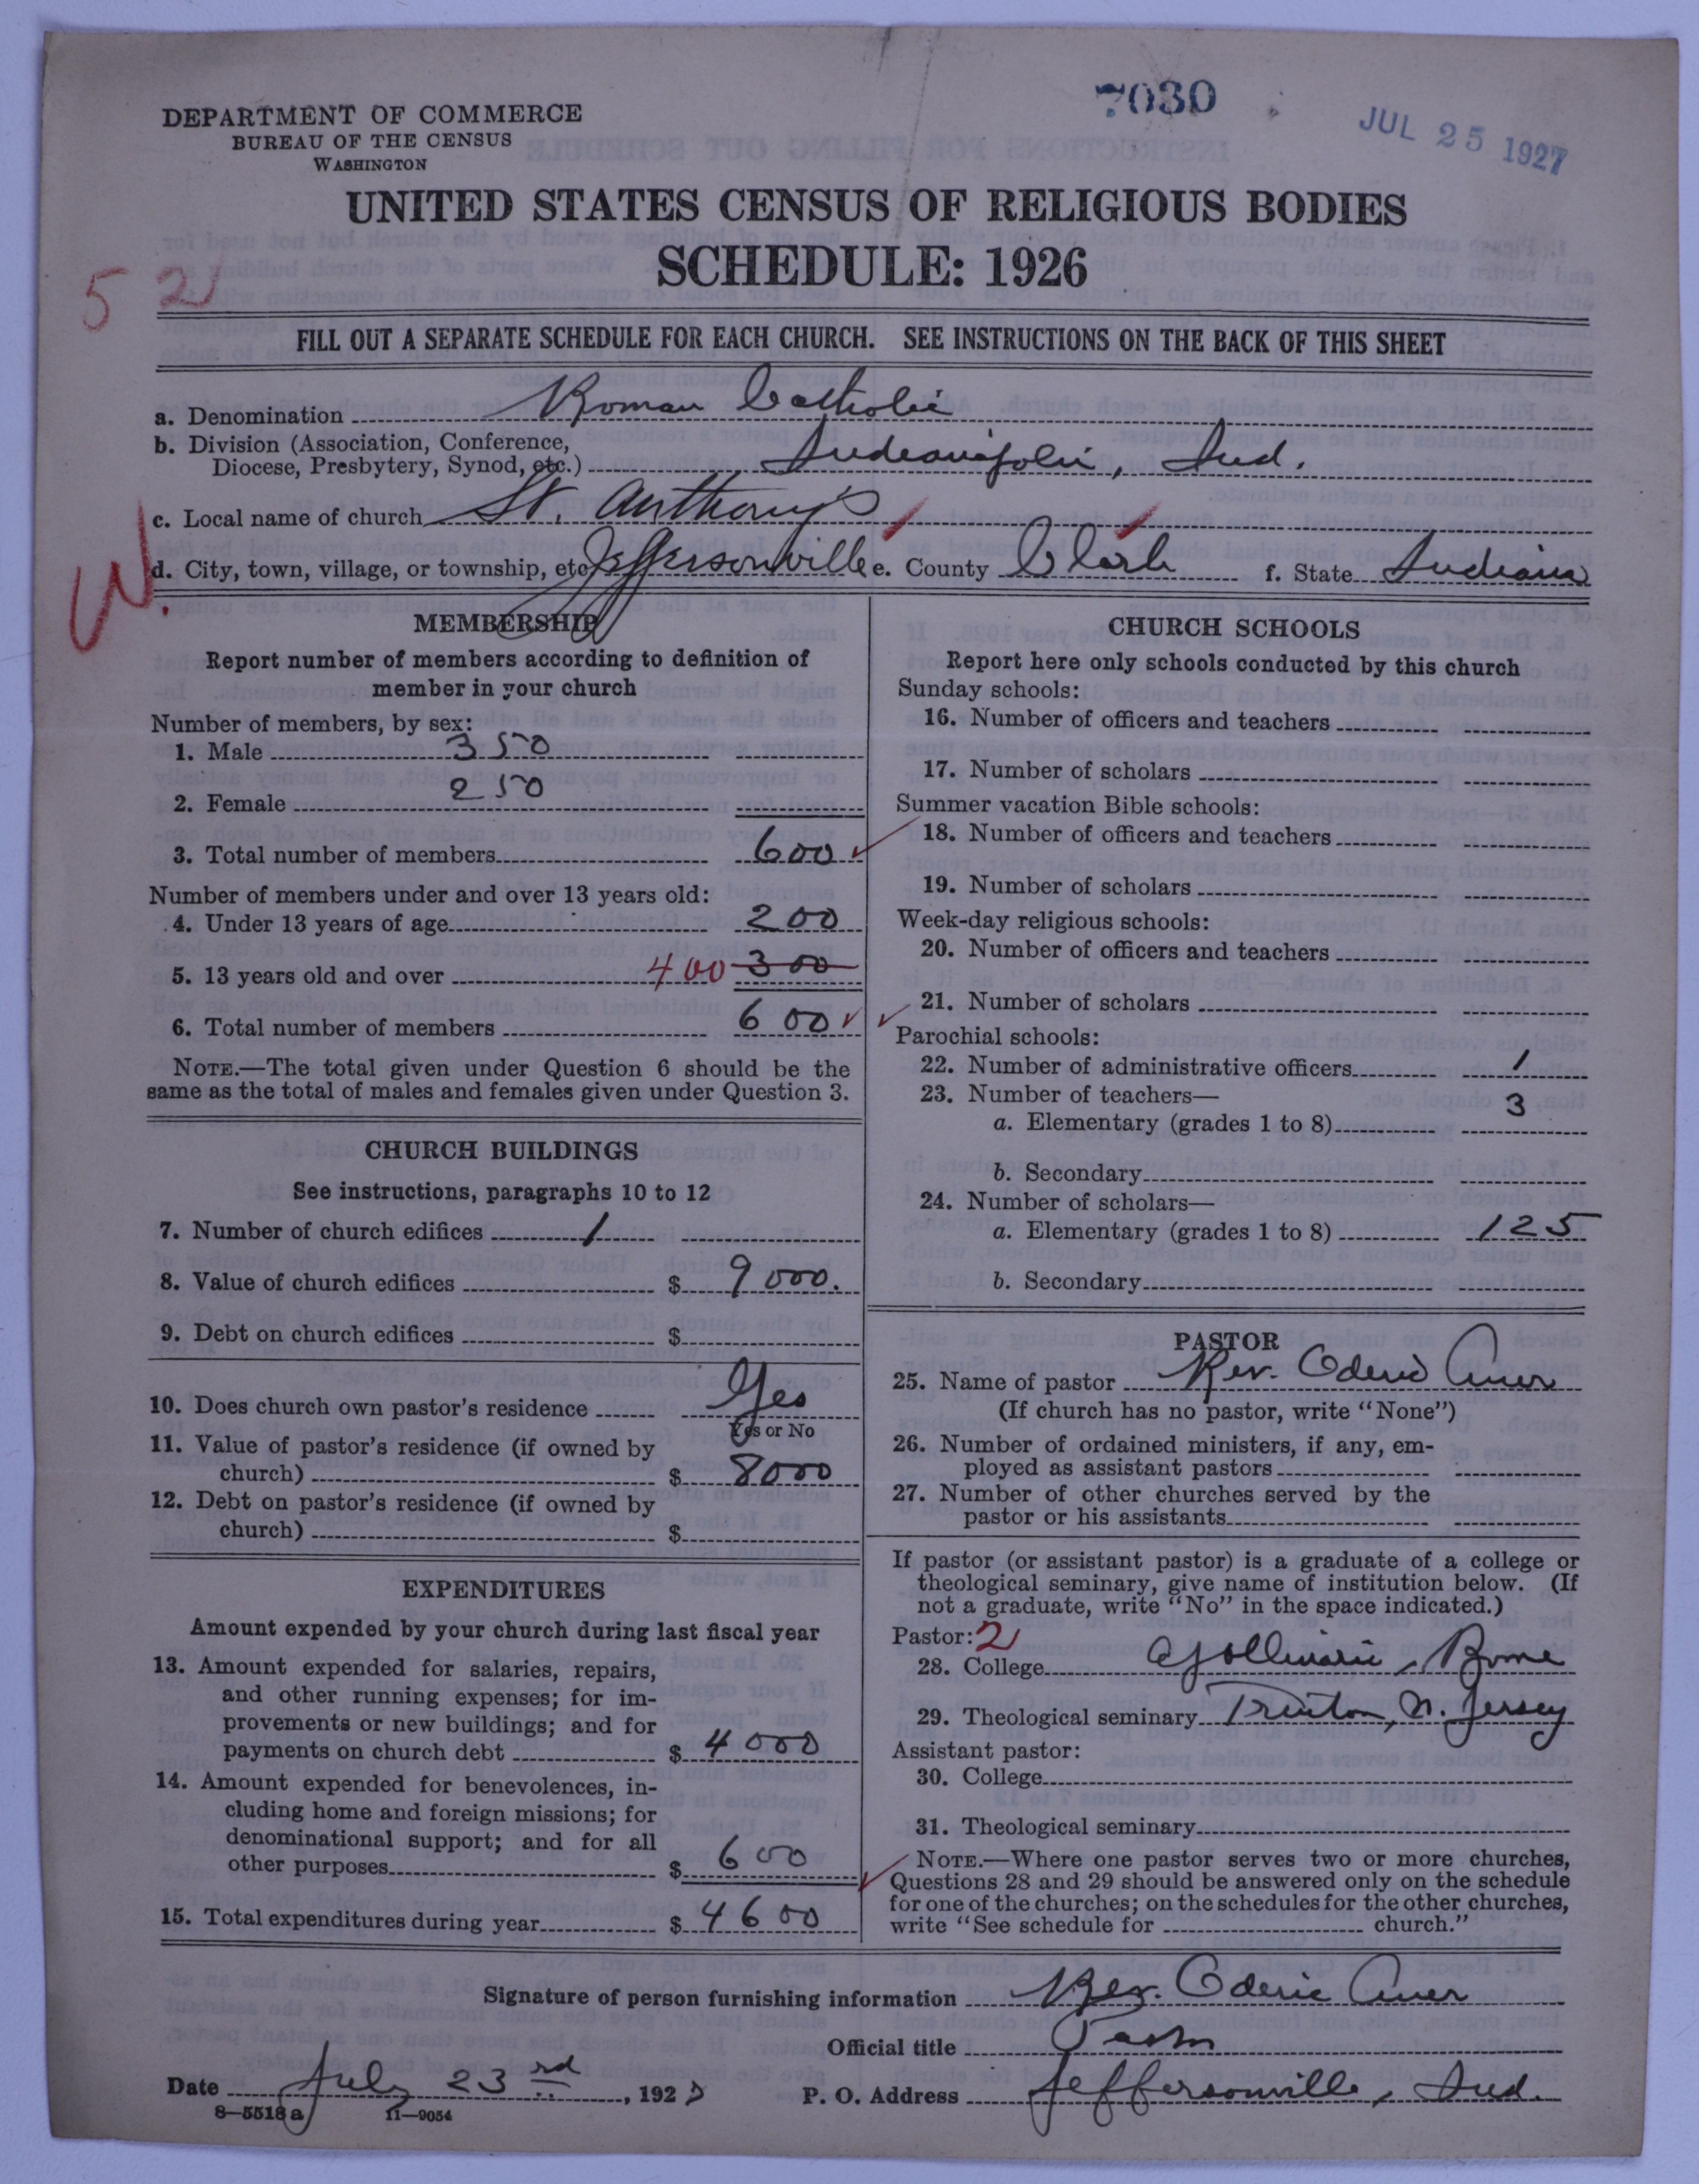 7030
JUL 25 1927
DEPARTMENT OF COMMERCE
BUREAU OF THE CENSUS
WASHINGTON
UNITED STATES CENSUS OF RELIGIOUS BODIES
SCHEDULE: 1926
52
FILL OUT A SEPARATE SCHEDULE FOR EACH CHURCH. SEE INSTRUCTIONS ON THE BACK OF THIS SHEET
a. Denomination Roman Catholic
b. Division (Association, Conference,
Diocese, Presbytery, Synod, etc.) Indianapolis, Ind.
c. Local name of church St. Anthony's
W.
d. City, town, village, or township, etc. Jeffersonville e. County Clark f. State Indiana
MEMBERSHIP
Report number of members according to definition of
member in your church
Number of members, by sex:
1. Male 350
2. Female 250
3. Total number of members 600
Number of members under and over 13 years old:
4. Under 13 years of age 200
5. 13 years old and over 400 300
6. Total number of members 600
NOTE.—The total given under Question 6 should be the
same as the total of males and females given under Question 3.
CHURCH BUILDINGS
See instructions, paragraphs 10 to 12
7. Number of church edifices 1
8. Value of church edifices $ 9000.
9. Debt on church edifices $
10. Does church own pastor's residence Yes
Yes or No
11. Value of pastor's residence (if owned by
church) $ 8000
12. Debt on pastor's residence (if owned by
church) $
EXPENDITURES
Amount expended by your church during last fiscal year
13. Amount expended for salaries, repairs,
and other running expenses; for im-
provements or new buildings; and for
payments on church debt $ 4000
14. Amount expended for benevolences, in-
cluding home and foreign missions; for
denominational support; and for all
other purposes $ 600
15. Total expenditures during year $ 4600
CHURCH SCHOOLS
Report here only schools conducted by this church
Sunday schools:
16. Number of officers and teachers
17. Number of scholars
Summer vacation Bible schools:
18. Number of officers and teachers
19. Number of scholars
Week-day religious schools:
20. Number of officers and teachers
21. Number of scholars
Parochial schools:
22. Number of administrative officers 1
23. Number of teachers—
a. Elementary (grades 1 to 8) 3
b. Secondary
24. Number of scholars—
a. Elementary (grades 1 to 8) 125
b. Secondary
PASTOR
25. Name of pastor Rev. Oderic Auer
(If church has no pastor, write "None")
26. Number of ordained ministers, if any, em-
ployed as assistant pastors
27. Number of other churches served by the
pastor or his assistants
If pastor (or assistant pastor) is a graduate of a college or
theological seminary, give name of institution below. (If
not a graduate, write "No" in the space indicated.)
Pastor: 2
28. College Rome
29. Theological seminary Trenton, N. Jersey
Assistant pastor:
30. College
31. Theological seminary
NOTE.—Where one pastor serves two or more churches,
Questions 28 and 29 should be answered only on the schedule
for one of the churches; on the schedules for the other churches,
write "See schedule for church."
Signature of person furnishing information Rev. Oderic Auer
Official title Pastor
Date July 23rd, 1927 P. O. Address Jeffersonville, Ind.
8—5518a 11—9054